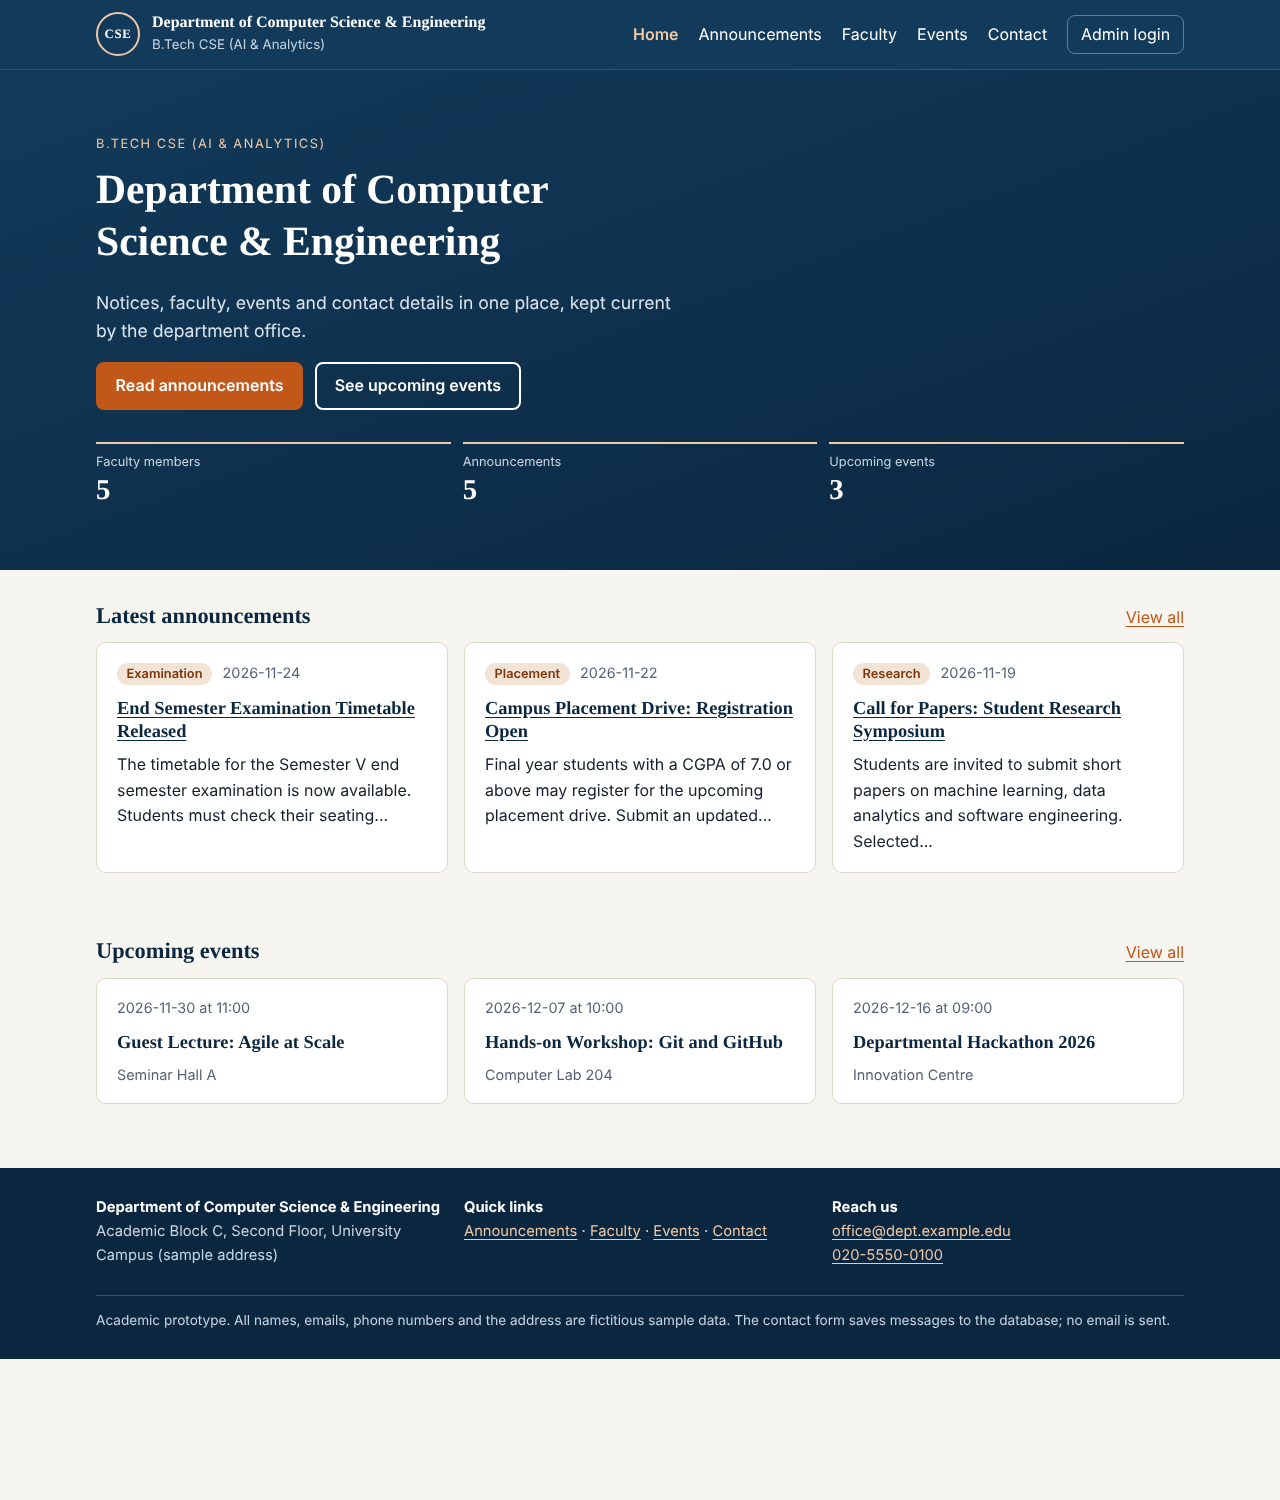 CSE
Department of Computer Science & Engineering
B.Tech CSE (AI & Analytics)
Home
Announcements
Faculty
Events
Contact
Admin login
B.TECH CSE (AI & ANALYTICS)
Department of Computer
Science & Engineering
Notices, faculty, events and contact details in one place, kept current
by the department office.
Read announcements
See upcoming events
Faculty members
5
Announcements
5
Upcoming events
3
Latest announcements
View all
Examination 2026-11-24
End Semester Examination Timetable
Released
The timetable for the Semester V end
semester examination is now available.
Students must check their seating...
Placement 2026-11-22
Campus Placement Drive: Registration
Open
Final year students with a CGPA of 7.0 or
above may register for the upcoming
placement drive. Submit an updated...
Research 2026-11-19
Call for Papers: Student Research
Symposium
Students are invited to submit short
papers on machine learning, data
analytics and software engineering.
Selected...
Upcoming events
View all
2026-11-30 at 11:00
Guest Lecture: Agile at Scale
Seminar Hall A
2026-12-07 at 10:00
Hands-on Workshop: Git and GitHub
Computer Lab 204
2026-12-16 at 09:00
Departmental Hackathon 2026
Innovation Centre
Department of Computer Science & Engineering
Academic Block C, Second Floor, University
Campus (sample address)
Quick links
Announcements · Faculty · Events · Contact
Reach us
office@dept.example.edu
020-5550-0100
Academic prototype. All names, emails, phone numbers and the address are fictitious sample data. The contact form saves messages to the database; no email is sent.